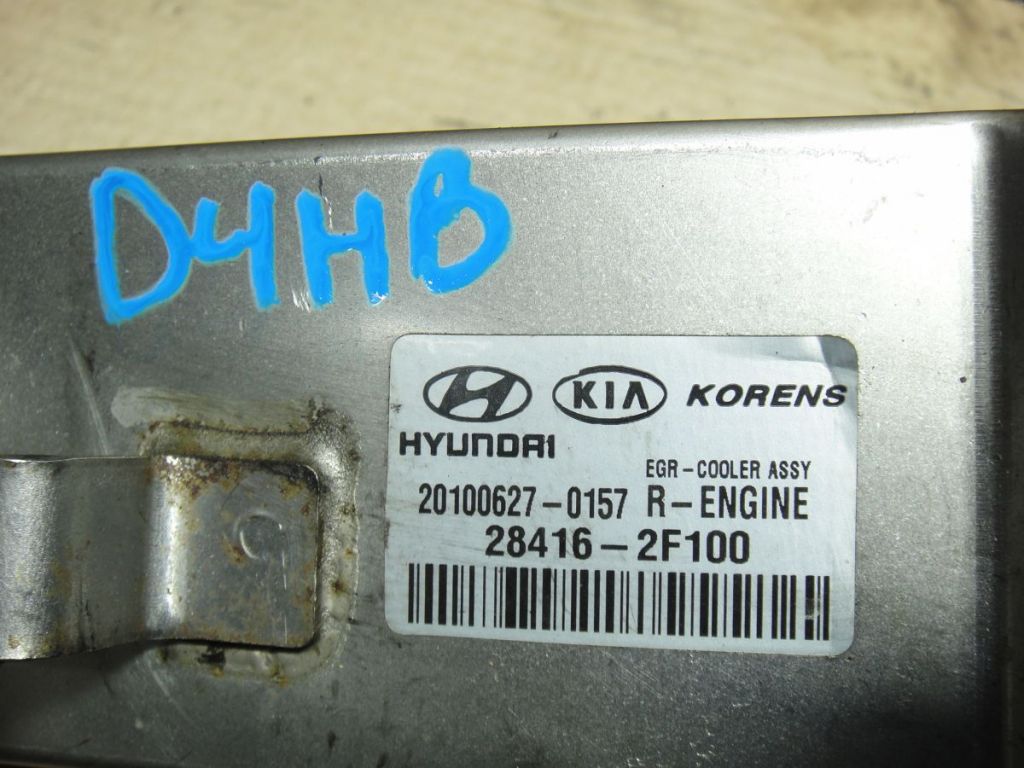 D4HB
HYUNDAI KIA KORENS
EGR-COOLER ASSY
20100627-0157 R-ENGINE
28416-2F100